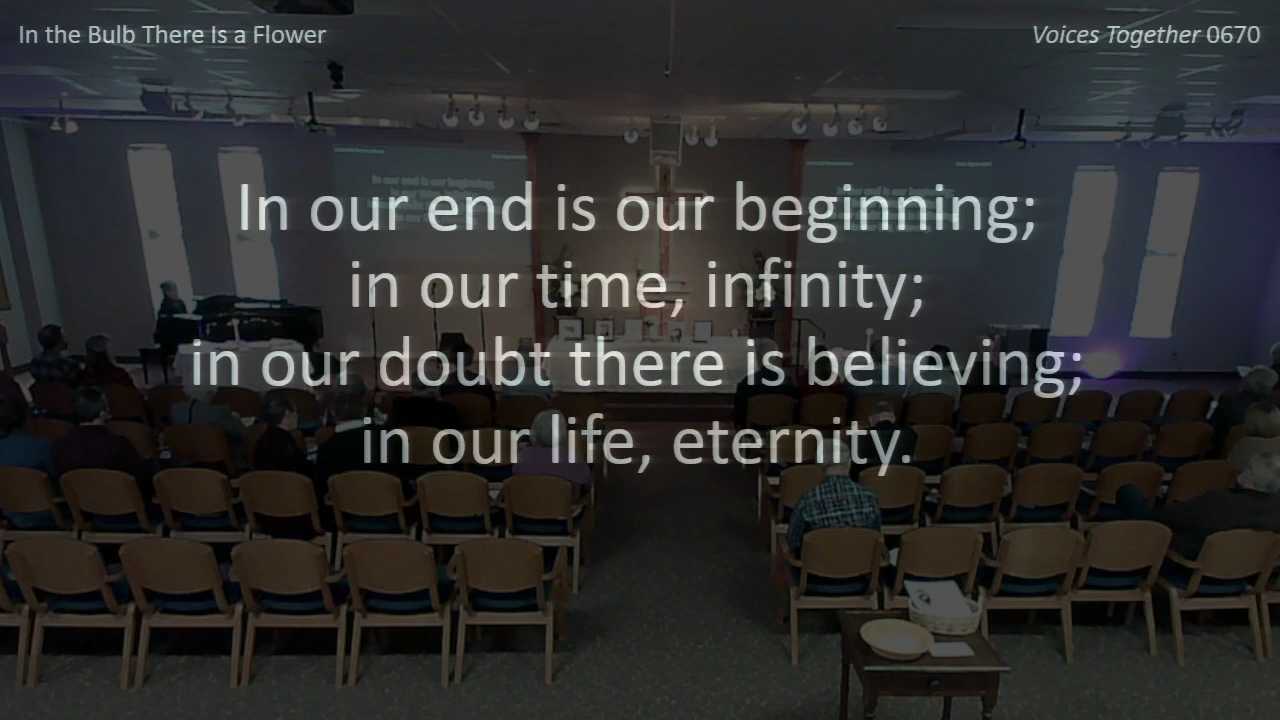 In the Bulb There Is a Flower
Voices Together 0670
In our end is our beginning;
in our time, infinity;
in our doubt there is believing;
in our life, eternity.